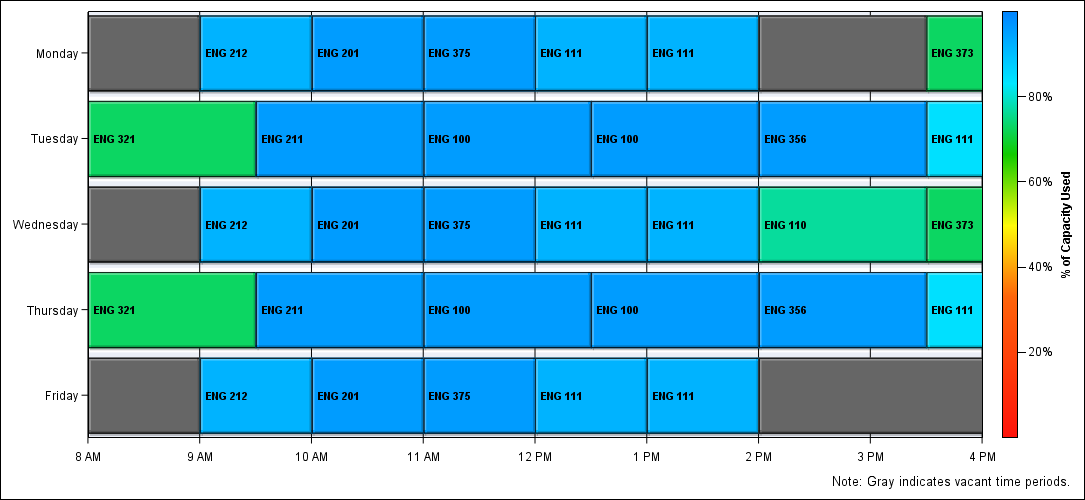 Monday ENG 212 ENG 201 ENG 375 ENG 111 ENG 111 ENG 373
Tuesday ENG 321 ENG 211 ENG 100 ENG 100 ENG 356 ENG 111
Wednesday ENG 212 ENG 201 ENG 375 ENG 111 ENG 111 ENG 110 ENG 373
Thursday ENG 321 ENG 211 ENG 100 ENG 100 ENG 356 ENG 111
Friday ENG 212 ENG 201 ENG 375 ENG 111 ENG 111
8 AM 9 AM 10 AM 11 AM 12 PM 1 PM 2 PM 3 PM 4 PM
80%
60%
40%
20%
% of Capacity Used
Note: Gray indicates vacant time periods.